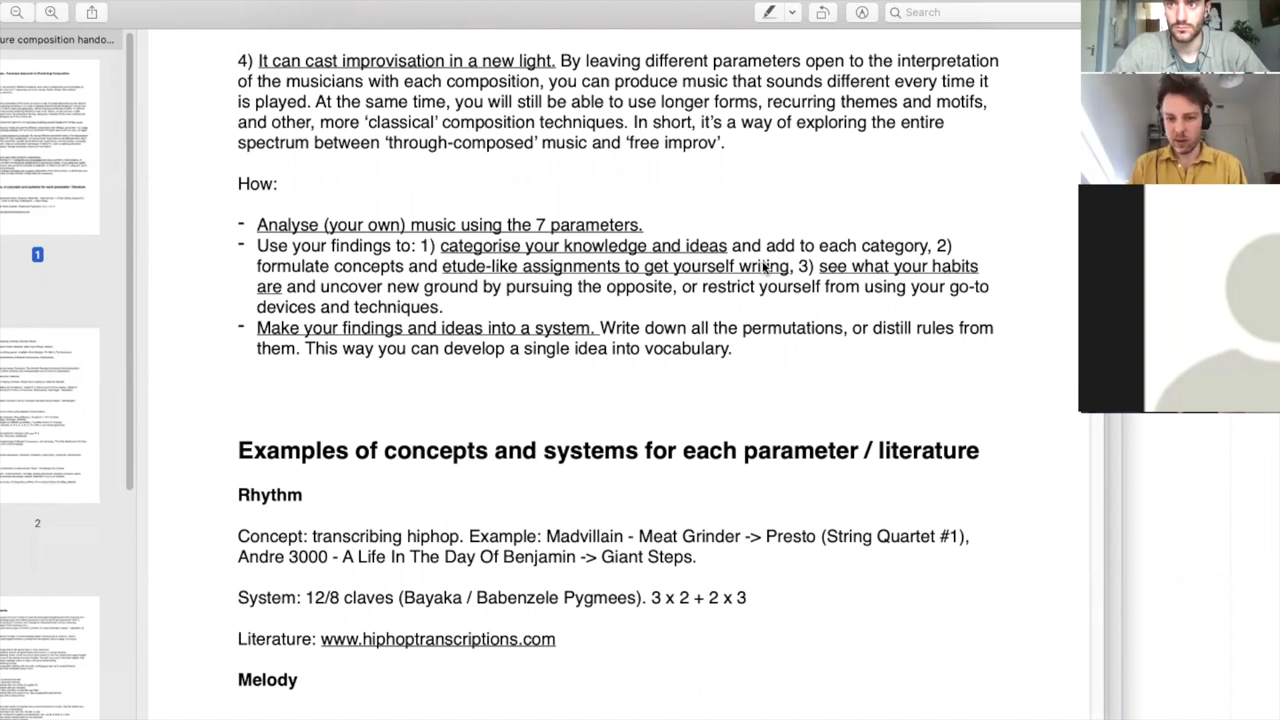 Search
ure composition hando...
4) It can cast improvisation in a new light. By leaving different parameters open to the interpretation
of the musicians with each composition, you can produce music that sounds different every time it
is played. At the same time you will still be able to use longer forms, recurring themes and motifs,
and other, more ‘classical’ composition techniques. In short, it's a way of exploring the entire
spectrum between ‘through-composed’ music and ‘free improv’.
How:
- Analyse (your own) music using the 7 parameters.
- Use your findings to: 1) categorise your knowledge and ideas and add to each category, 2)
formulate concepts and etude-like assignments to get yourself writing, 3) see what your habits
are and uncover new ground by pursuing the opposite, or restrict yourself from using your go-to
devices and techniques.
- Make your findings and ideas into a system. Write down all the permutations, or distill rules from
them. This way you can develop a single idea into vocabulary.
1
Examples of concepts and systems for each parameter / literature
Rhythm
2
Concept: transcribing hiphop. Example: Madvillain - Meat Grinder -> Presto (String Quartet #1),
Andre 3000 - A Life In The Day Of Benjamin -> Giant Steps.
System: 12/8 claves (Bayaka / Babenzele Pygmees). 3 x 2 + 2 x 3
Melody